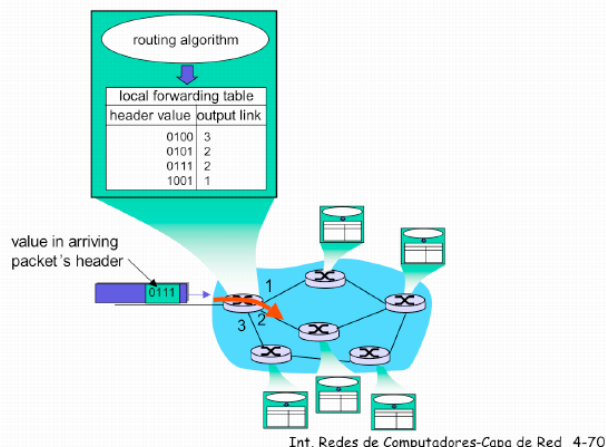 routing algorithm
local forwarding table
header value output link
0100 3
0101 2
0111 2
1001 1
value in arriving
packet's header
0111
1
2
3
Int. Redes de Computadores-Capa de Red 4-70